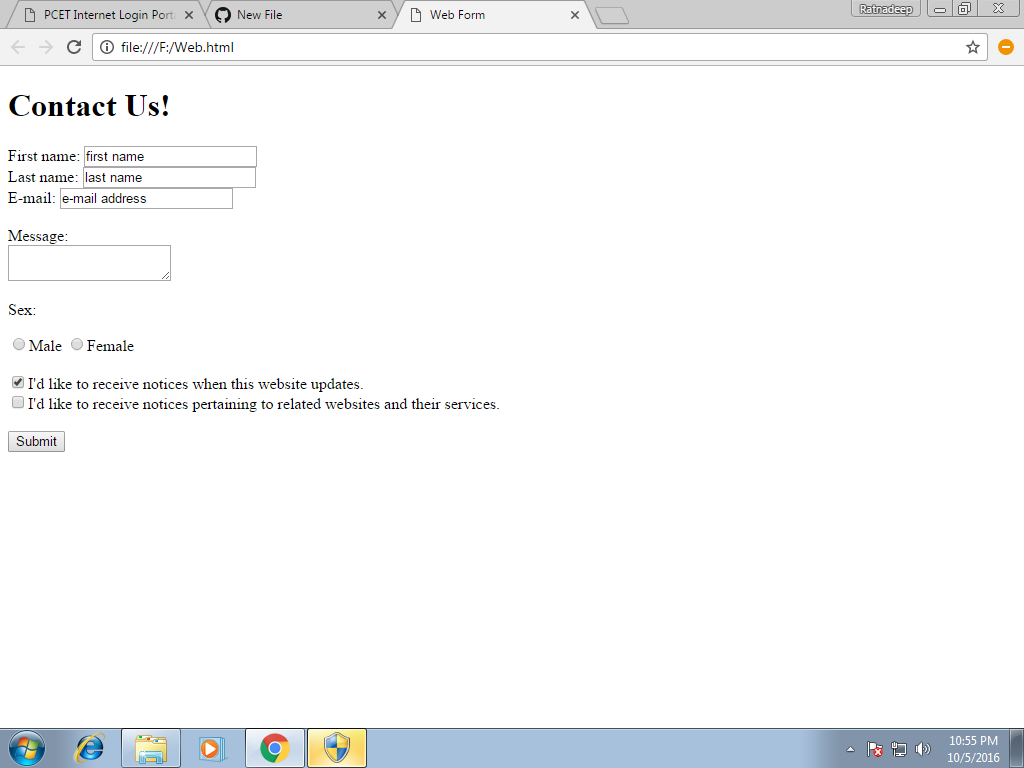 PCET Internet Login Port
New File
Web Form
Ratnadeep
file:///F:/Web.html
Contact Us!
First name: first name
Last name: last name
E-mail: e-mail address
Message:
Sex:
Male Female
I'd like to receive notices when this website updates.
I'd like to receive notices pertaining to related websites and their services.
Submit
10:55 PM
10/5/2016